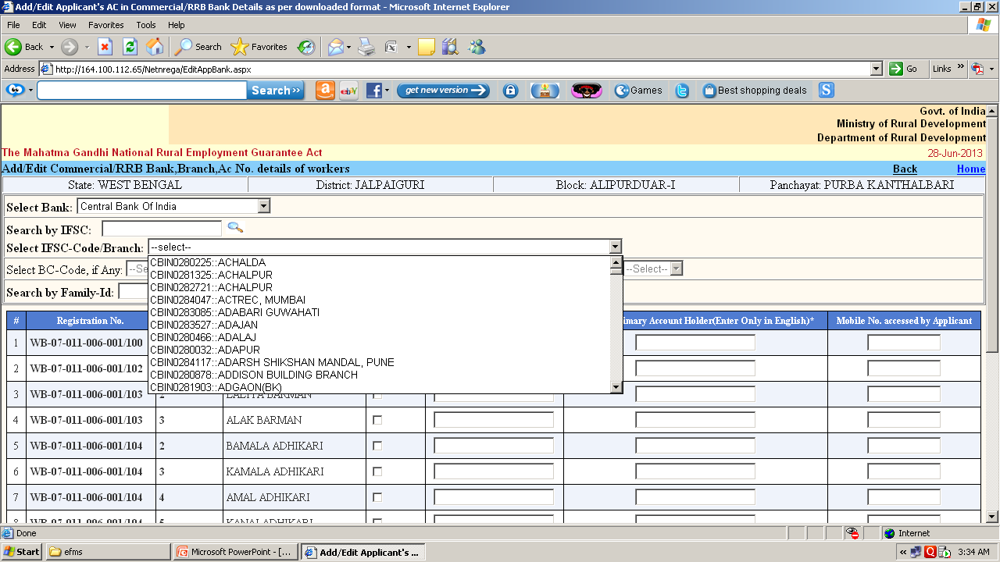 Add/Edit Applicant's AC in Commercial/RRB Bank Details as per downloaded format - Microsoft Internet Explorer
File Edit View Favorites Tools Help
Back Search Favorites
Address http://164.100.112.65/Netnrega/EditAppBank.aspx Go Links »
Search >> a ebY f get new version Games Best shopping deals S
Govt. of India
Ministry of Rural Development
Department of Rural Development
The Mahatma Gandhi National Rural Employment Guarantee Act 28-Jun-2013
Add/Edit Commercial/RRB Bank,Branch,Ac No. details of workers Back Home
State: WEST BENGAL District: JALPAIGURI Block: ALIPURDUAR-I Panchayat: PURBA KANTHALBARI
Select Bank: Central Bank Of India
Search by IFSC:
Select IFSC-Code/Branch: --select--
CBIN0280225::ACHALDA
CBIN0281325::ACHALPUR
CBIN0282721::ACHALPUR
CBIN0284047::ACTREC, MUMBAI
CBIN0283085::ADABARI GUWAHATI
CBIN0283527::ADAJAN
CBIN0280466::ADALAJ
CBIN0280032::ADAPUR
CBIN0284117::ADARSH SHIKSHAN MANDAL, PUNE
CBIN0280878::ADDISON BUILDING BRANCH
CBIN0281903::ADGAON(BK)
Select BC-Code, if Any: --Se --Select--
Search by Family-Id:
# Registration No. imary Account Holder(Enter Only in English)* Mobile No. accessed by Applicant
1 WB-07-011-006-001/100
2 WB-07-011-006-001/102
3 WB-07-011-006-001/103 2 BARMAN
4 WB-07-011-006-001/103 3 ALAK BARMAN
5 WB-07-011-006-001/104 2 BAMALA ADHIKARI
6 WB-07-011-006-001/104 3 KAMALA ADHIKARI
7 WB-07-011-006-001/104 4 AMAL ADHIKARI
8 WB-07-011-006-001/104 5 KANAI ADHIKARI
Done Internet
Start efms Microsoft PowerPoint - [... Add/Edit Applicant's ... « 3:34 AM